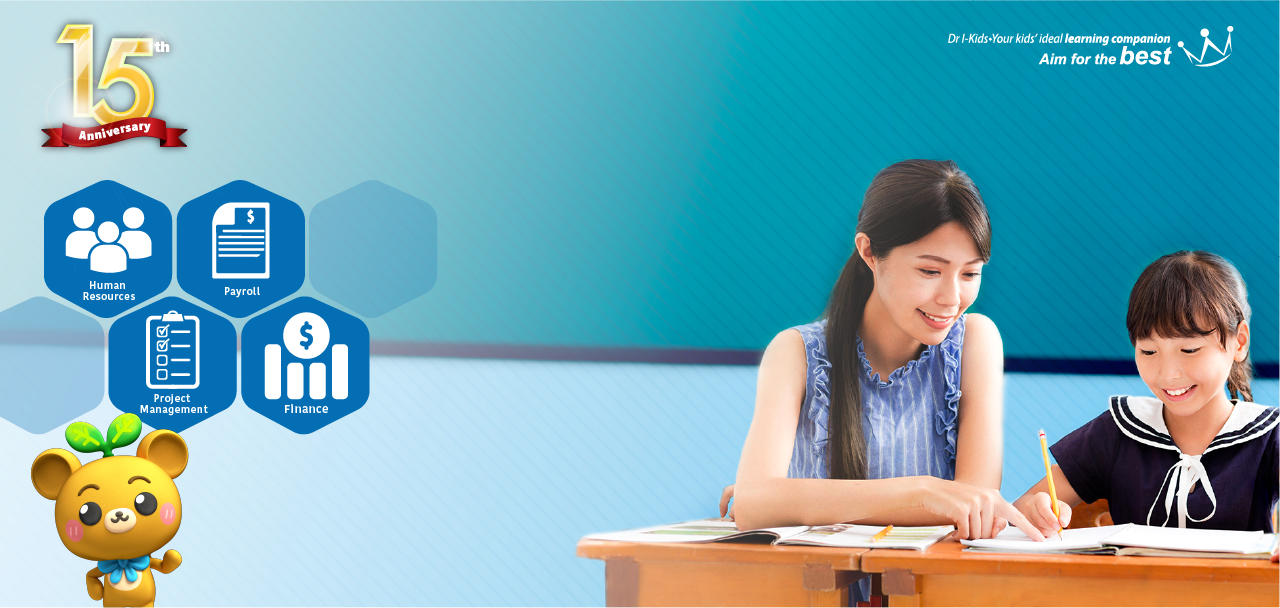 15th
Anniversary
Dr I-Kids•Your kids' ideal learning companion
Aim for the best
Human
Resources
$
Payroll
Project
Management
$
Finance